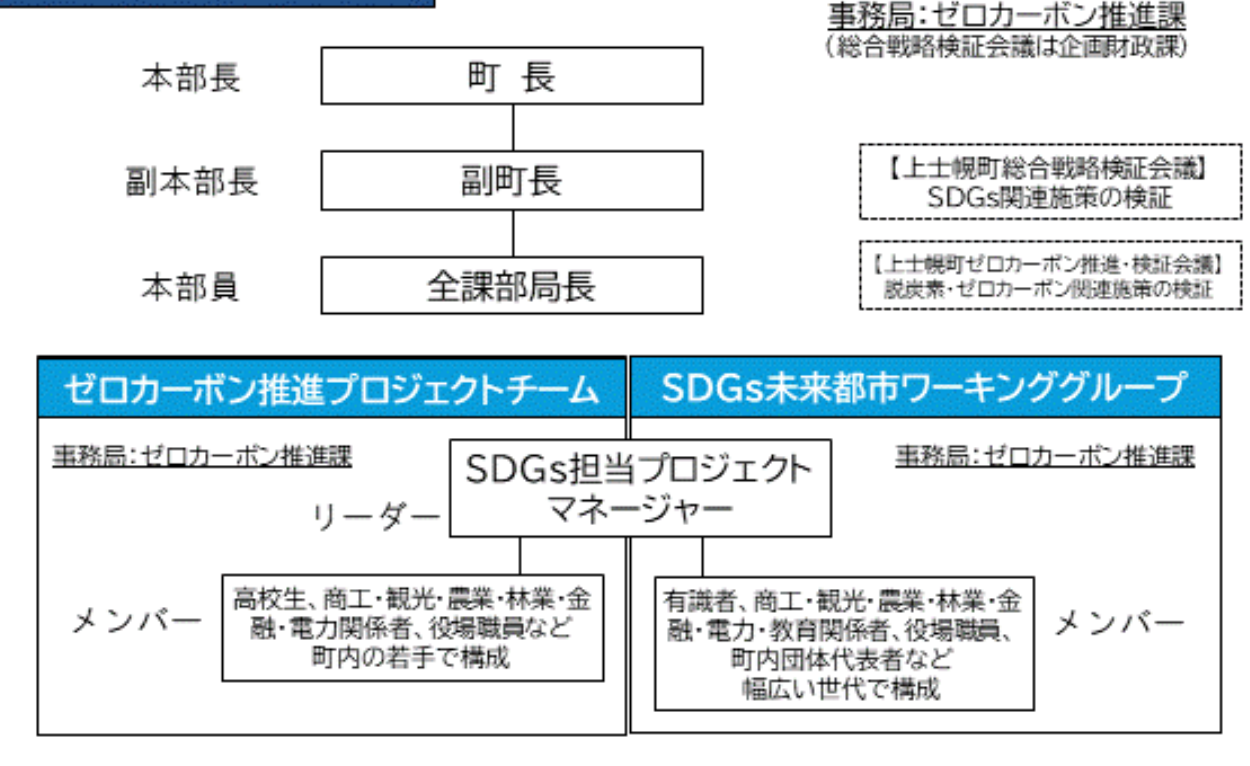 事務局：ゼロカーボン推進課
（総合戦略検証会議は企画財政課）
本部長
町 長
副本部長
副町長
【上士幌町総合戦略検証会議】
SDGs関連施策の検証
本部員
全課部局長
【上士幌町ゼロカーボン推進・検証会議】
脱炭素・ゼロカーボン関連施策の検証
ゼロカーボン推進プロジェクトチーム
SDGs未来都市ワーキンググループ
事務局：ゼロカーボン推進課
事務局：ゼロカーボン推進課
SDGs担当プロジェクト
マネージャー
リーダー
メンバー
高校生、商工・観光・農業・林業・金
融・電力関係者、役場職員など
町内の若手で構成
有識者、商工・観光・農業・林業・金
融・電力・教育関係者、役場職員、
町内団体代表者など
幅広い世代で構成
メンバー